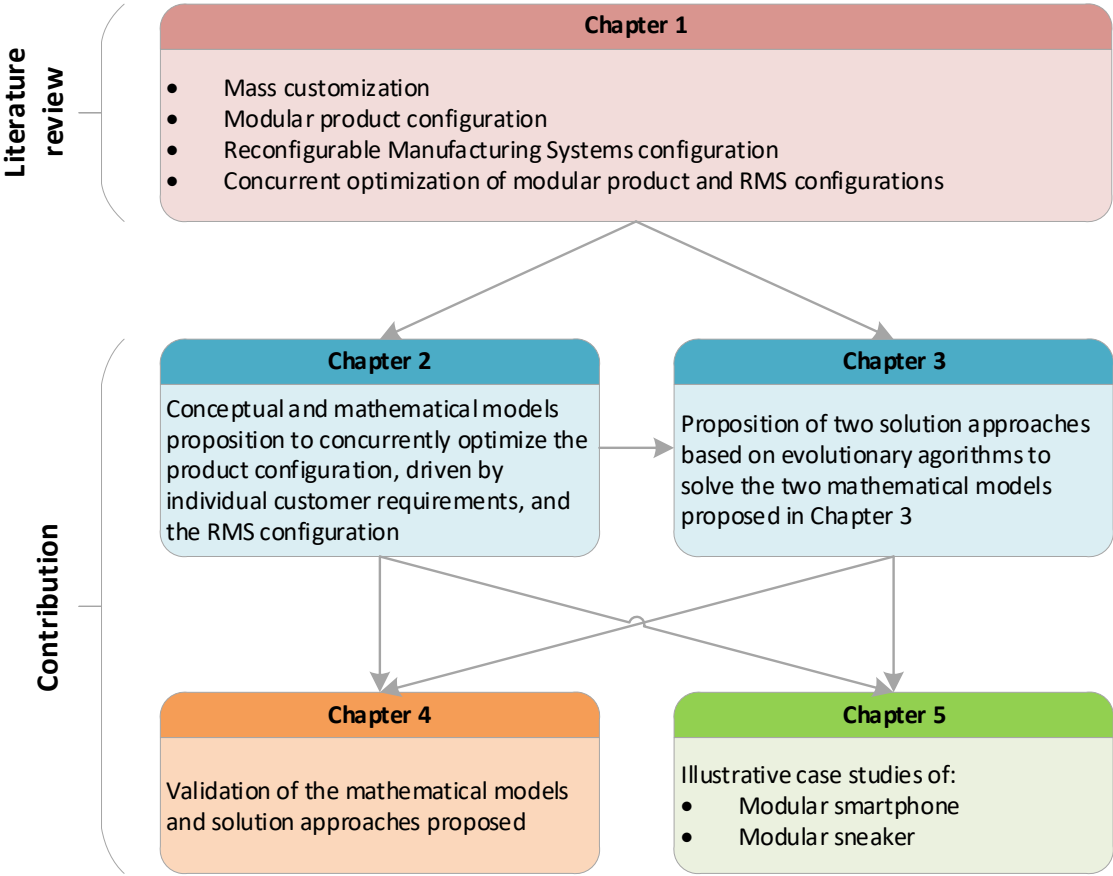 Literature
review
Chapter 1
• Mass customization
• Modular product configuration
• Reconfigurable Manufacturing Systems configuration
• Concurrent optimization of modular product and RMS configurations
Contribution
Chapter 2
Conceptual and mathematical models
proposition to concurrently optimize the
product configuration, driven by
individual customer requirements, and
the RMS configuration
Chapter 3
Proposition of two solution approaches
based on evolutionary agorithms to
solve the two mathematical models
proposed in Chapter 3
Chapter 4
Validation of the mathematical models
and solution approaches proposed
Chapter 5
Illustrative case studies of:
• Modular smartphone
• Modular sneaker